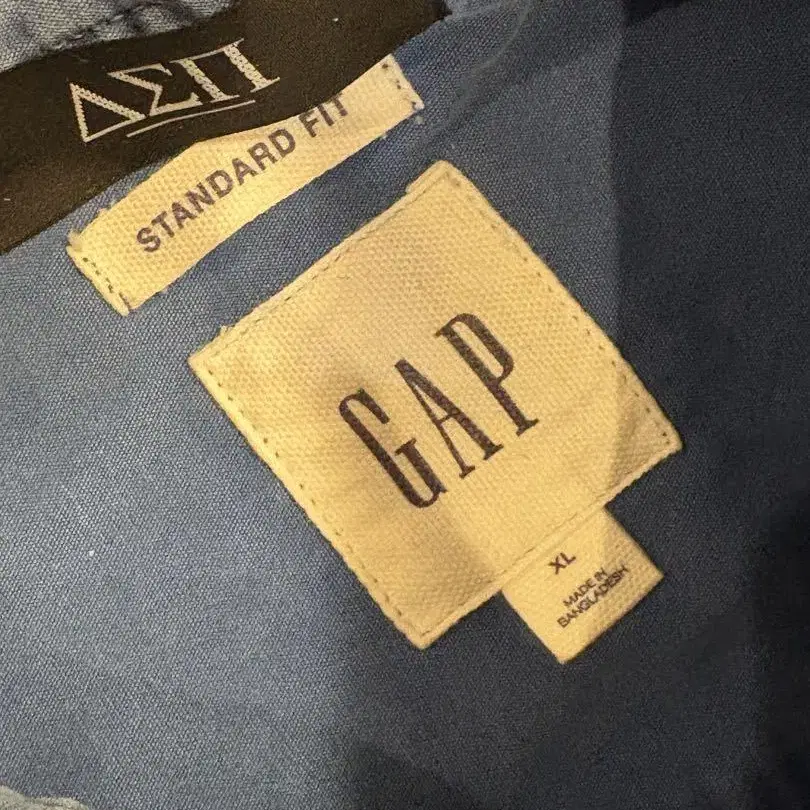 ΔΣΠ
STANDARD FIT
GAP
XL
MADE IN
BANGLADESH